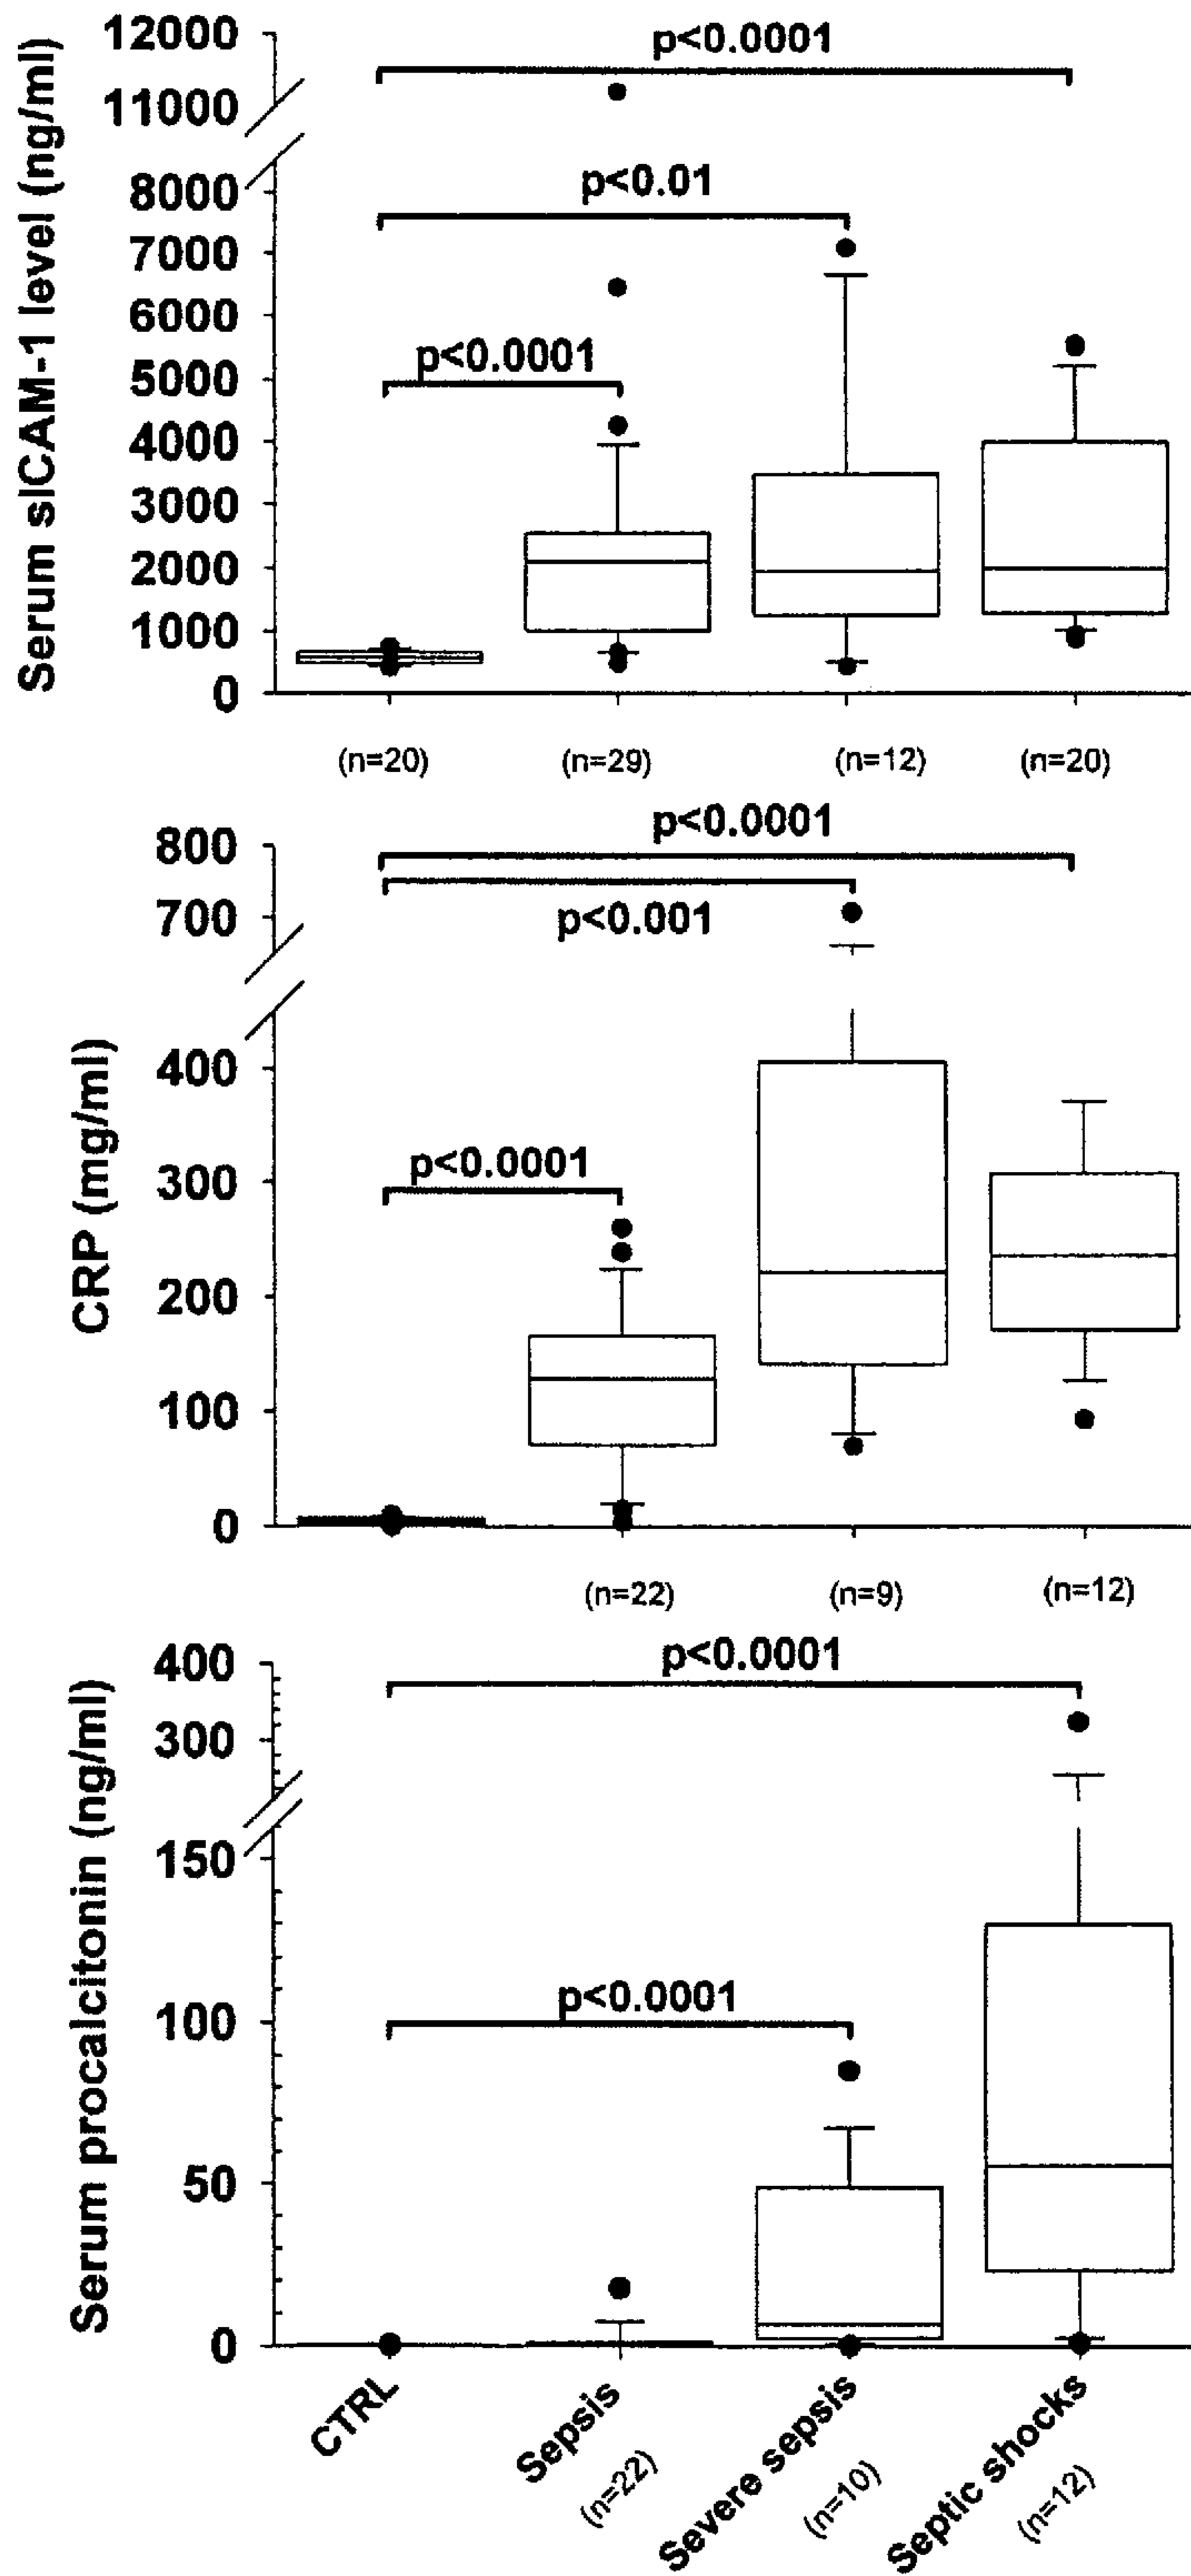 Serum sICAM-1 level (ng/ml)
12000
11000
8000
7000
6000
5000
4000
3000
2000
1000
0
p<0.0001
p<0.01
p<0.0001
(n=20) (n=29) (n=12) (n=20)
CRP (mg/ml)
800
700
400
300
200
100
0
p<0.0001
p<0.001
p<0.0001
(n=22) (n=9) (n=12)
Serum procalcitonin (ng/ml)
400
300
150
100
50
0
p<0.0001
p<0.0001
CTRL
Sepsis
(n=22)
Severe sepsis
(n=10)
Septic shocks
(n=12)